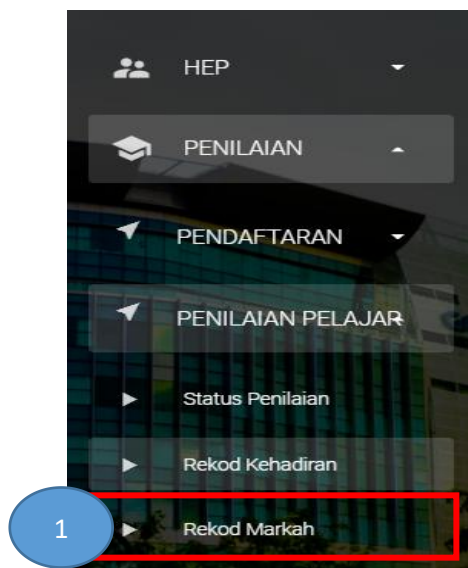 HEP
PENILAIAN
PENDAFTARAN
PENILAIAN PELAJAR
Status Penilaian
Rekod Kehadiran
1
Rekod Markah